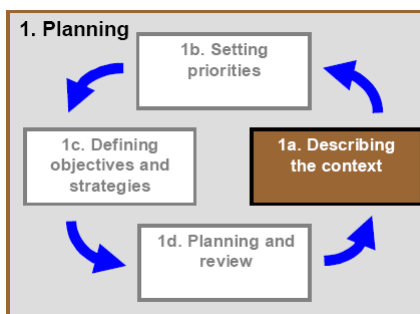 1. Planning
1b. Setting
priorities
1c. Defining
objectives and
strategies
1a. Describing
the context
1d. Planning and
review